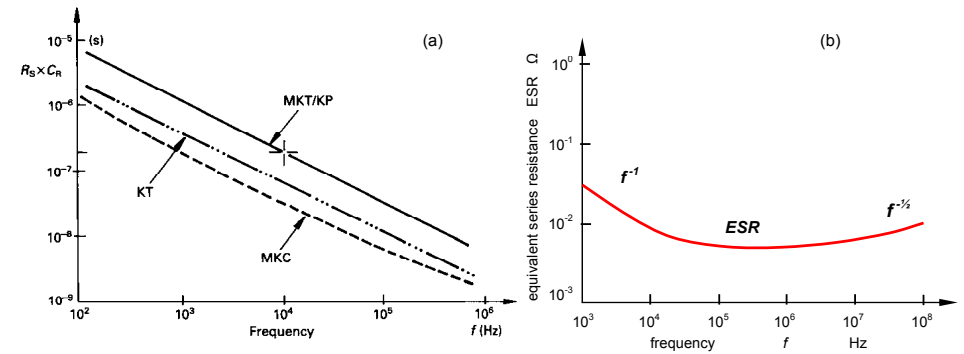 10⁻⁵
(s)
(a)
R_S × C_R
10⁻⁶
MKT/KP
10⁻⁷
KT
10⁻⁸
MKC
10⁻⁹
10² 10³ 10⁴ 10⁵ 10⁶
Frequency f (Hz)
(b)
equivalent series resistance ESR Ω
10⁰
10⁻¹
f⁻¹
f⁻½
10⁻²
ESR
10⁻³
10³ 10⁴ 10⁵ 10⁶ 10⁷ 10⁸
frequency f Hz